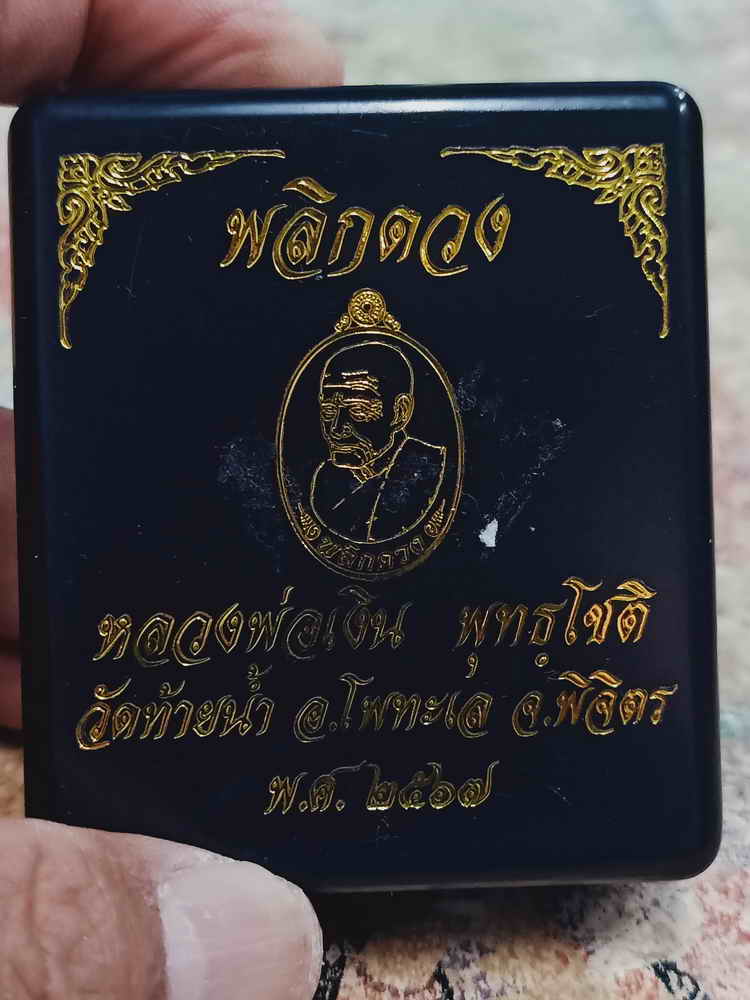 พลิกดวง
พลิกดวง
หลวงพ่อเงิน พุทธฺโชติ
วัดท้ายน้ำ อ.โพทะเล จ.พิจิตร
พ.ศ. ๒๕๖๗